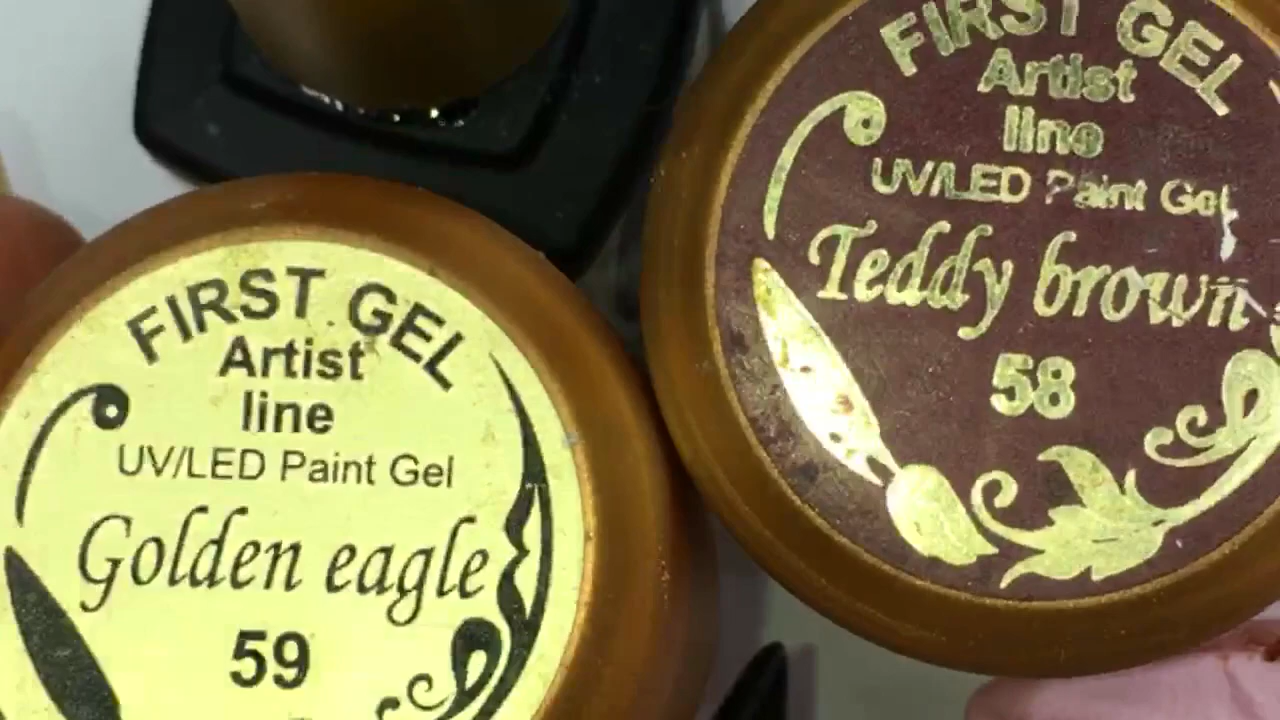 FIRST GEL
Artist
line
UV/LED Paint Gel
Golden eagle
59
FIRST GEL
Artist
line
UV/LED Paint Gel
Teddy brown
58